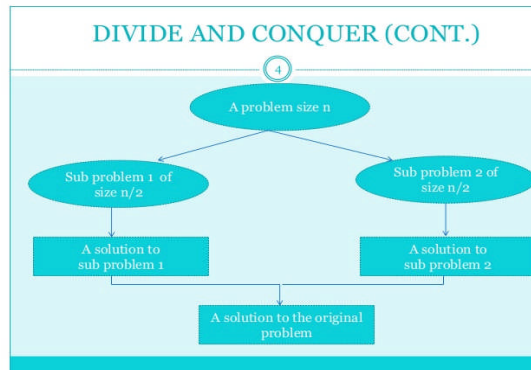 DIVIDE AND CONQUER (CONT.)
4
A problem size n
Sub problem 1 of
size n/2
Sub problem 2 of
size n/2
A solution to
sub problem 1
A solution to
sub problem 2
A solution to the original
problem